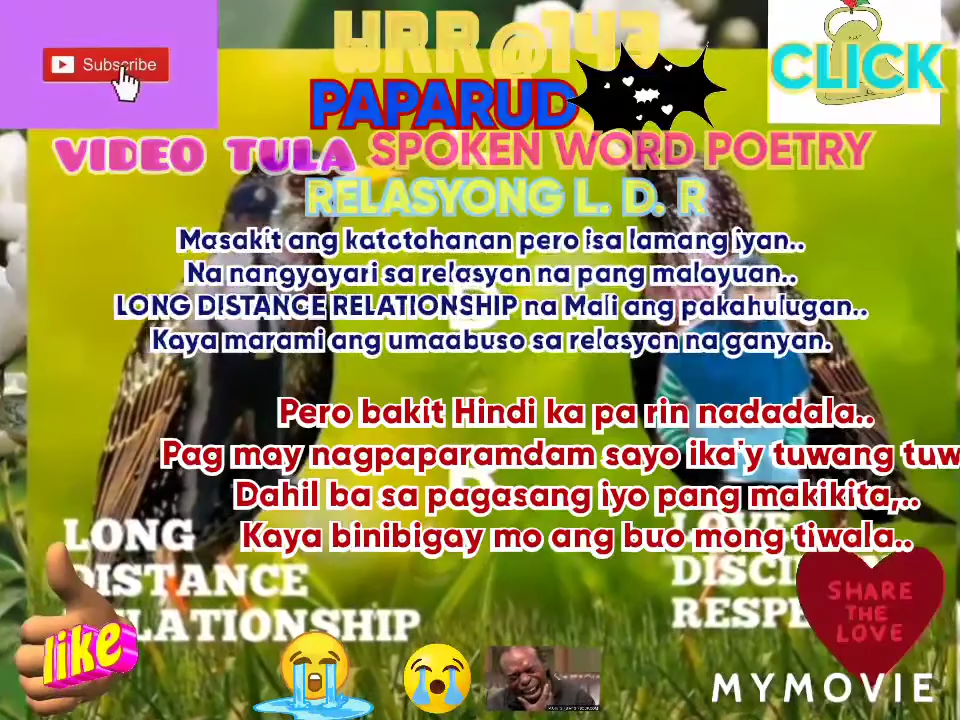 WRR@143
Subscribe
CLICK
PAPARUD
VIDEO TULA
SPOKEN WORD POETRY
RELASYONG L. D. R
Masakit ang katotohanan pero isa lamang iyan..
Na nangyayari sa relasyon na pang malayuan..
LONG DISTANCE RELATIONSHIP na Mali ang pakahulugan..
Kaya marami ang umaabuso sa relasyon na ganyan.
Pero bakit Hindi ka pa rin nadadala..
Pag may nagpaparamdam sayo ika'y tuwang tuw
Dahil ba sa pagasang iyo pang makikita,..
Kaya binibigay mo ang buo mong tiwala..
LONG
DISTANCE
RELATIONSHIP
LOVE
like
SHARE
THE
LOVE
MYMOVIE